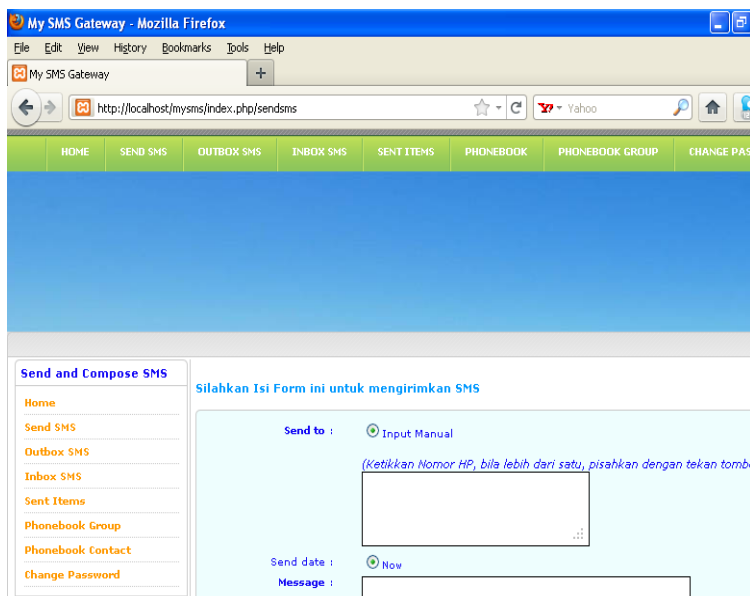 My SMS Gateway - Mozilla Firefox
File Edit View History Bookmarks Tools Help
My SMS Gateway +
http://localhost/mysms/index.php/sendsms Yahoo
HOME SEND SMS OUTBOX SMS INBOX SMS SENT ITEMS PHONEBOOK PHONEBOOK GROUP CHANGE PAS
Send and Compose SMS
Home
Send SMS
Outbox SMS
Inbox SMS
Sent Items
Phonebook Group
Phonebook Contact
Change Password
Silahkan Isi Form ini untuk mengirimkan SMS
Send to : Input Manual
(Ketikkan Nomor HP, bila lebih dari satu, pisahkan dengan tekan tomb
Send date : Now
Message :